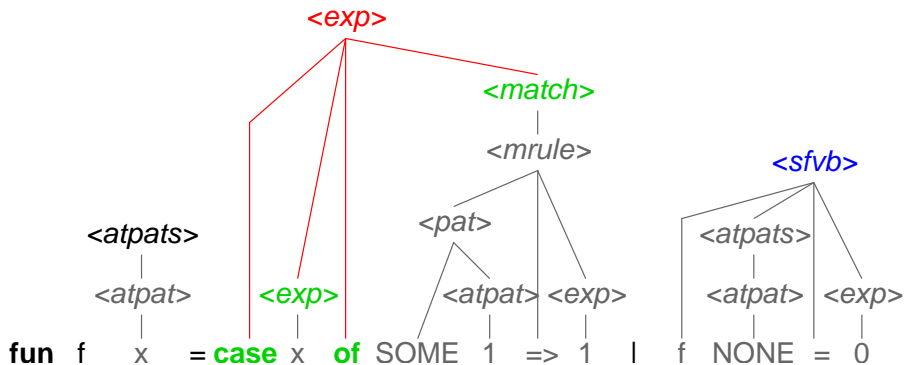 <exp>
<match>
<mrule>
<sfvb>
<pat>
<atpats> <atpats>
<atpat> <exp> <atpat> <exp> <atpat> <exp>
fun f x = case x of SOME 1 => 1 | f NONE = 0